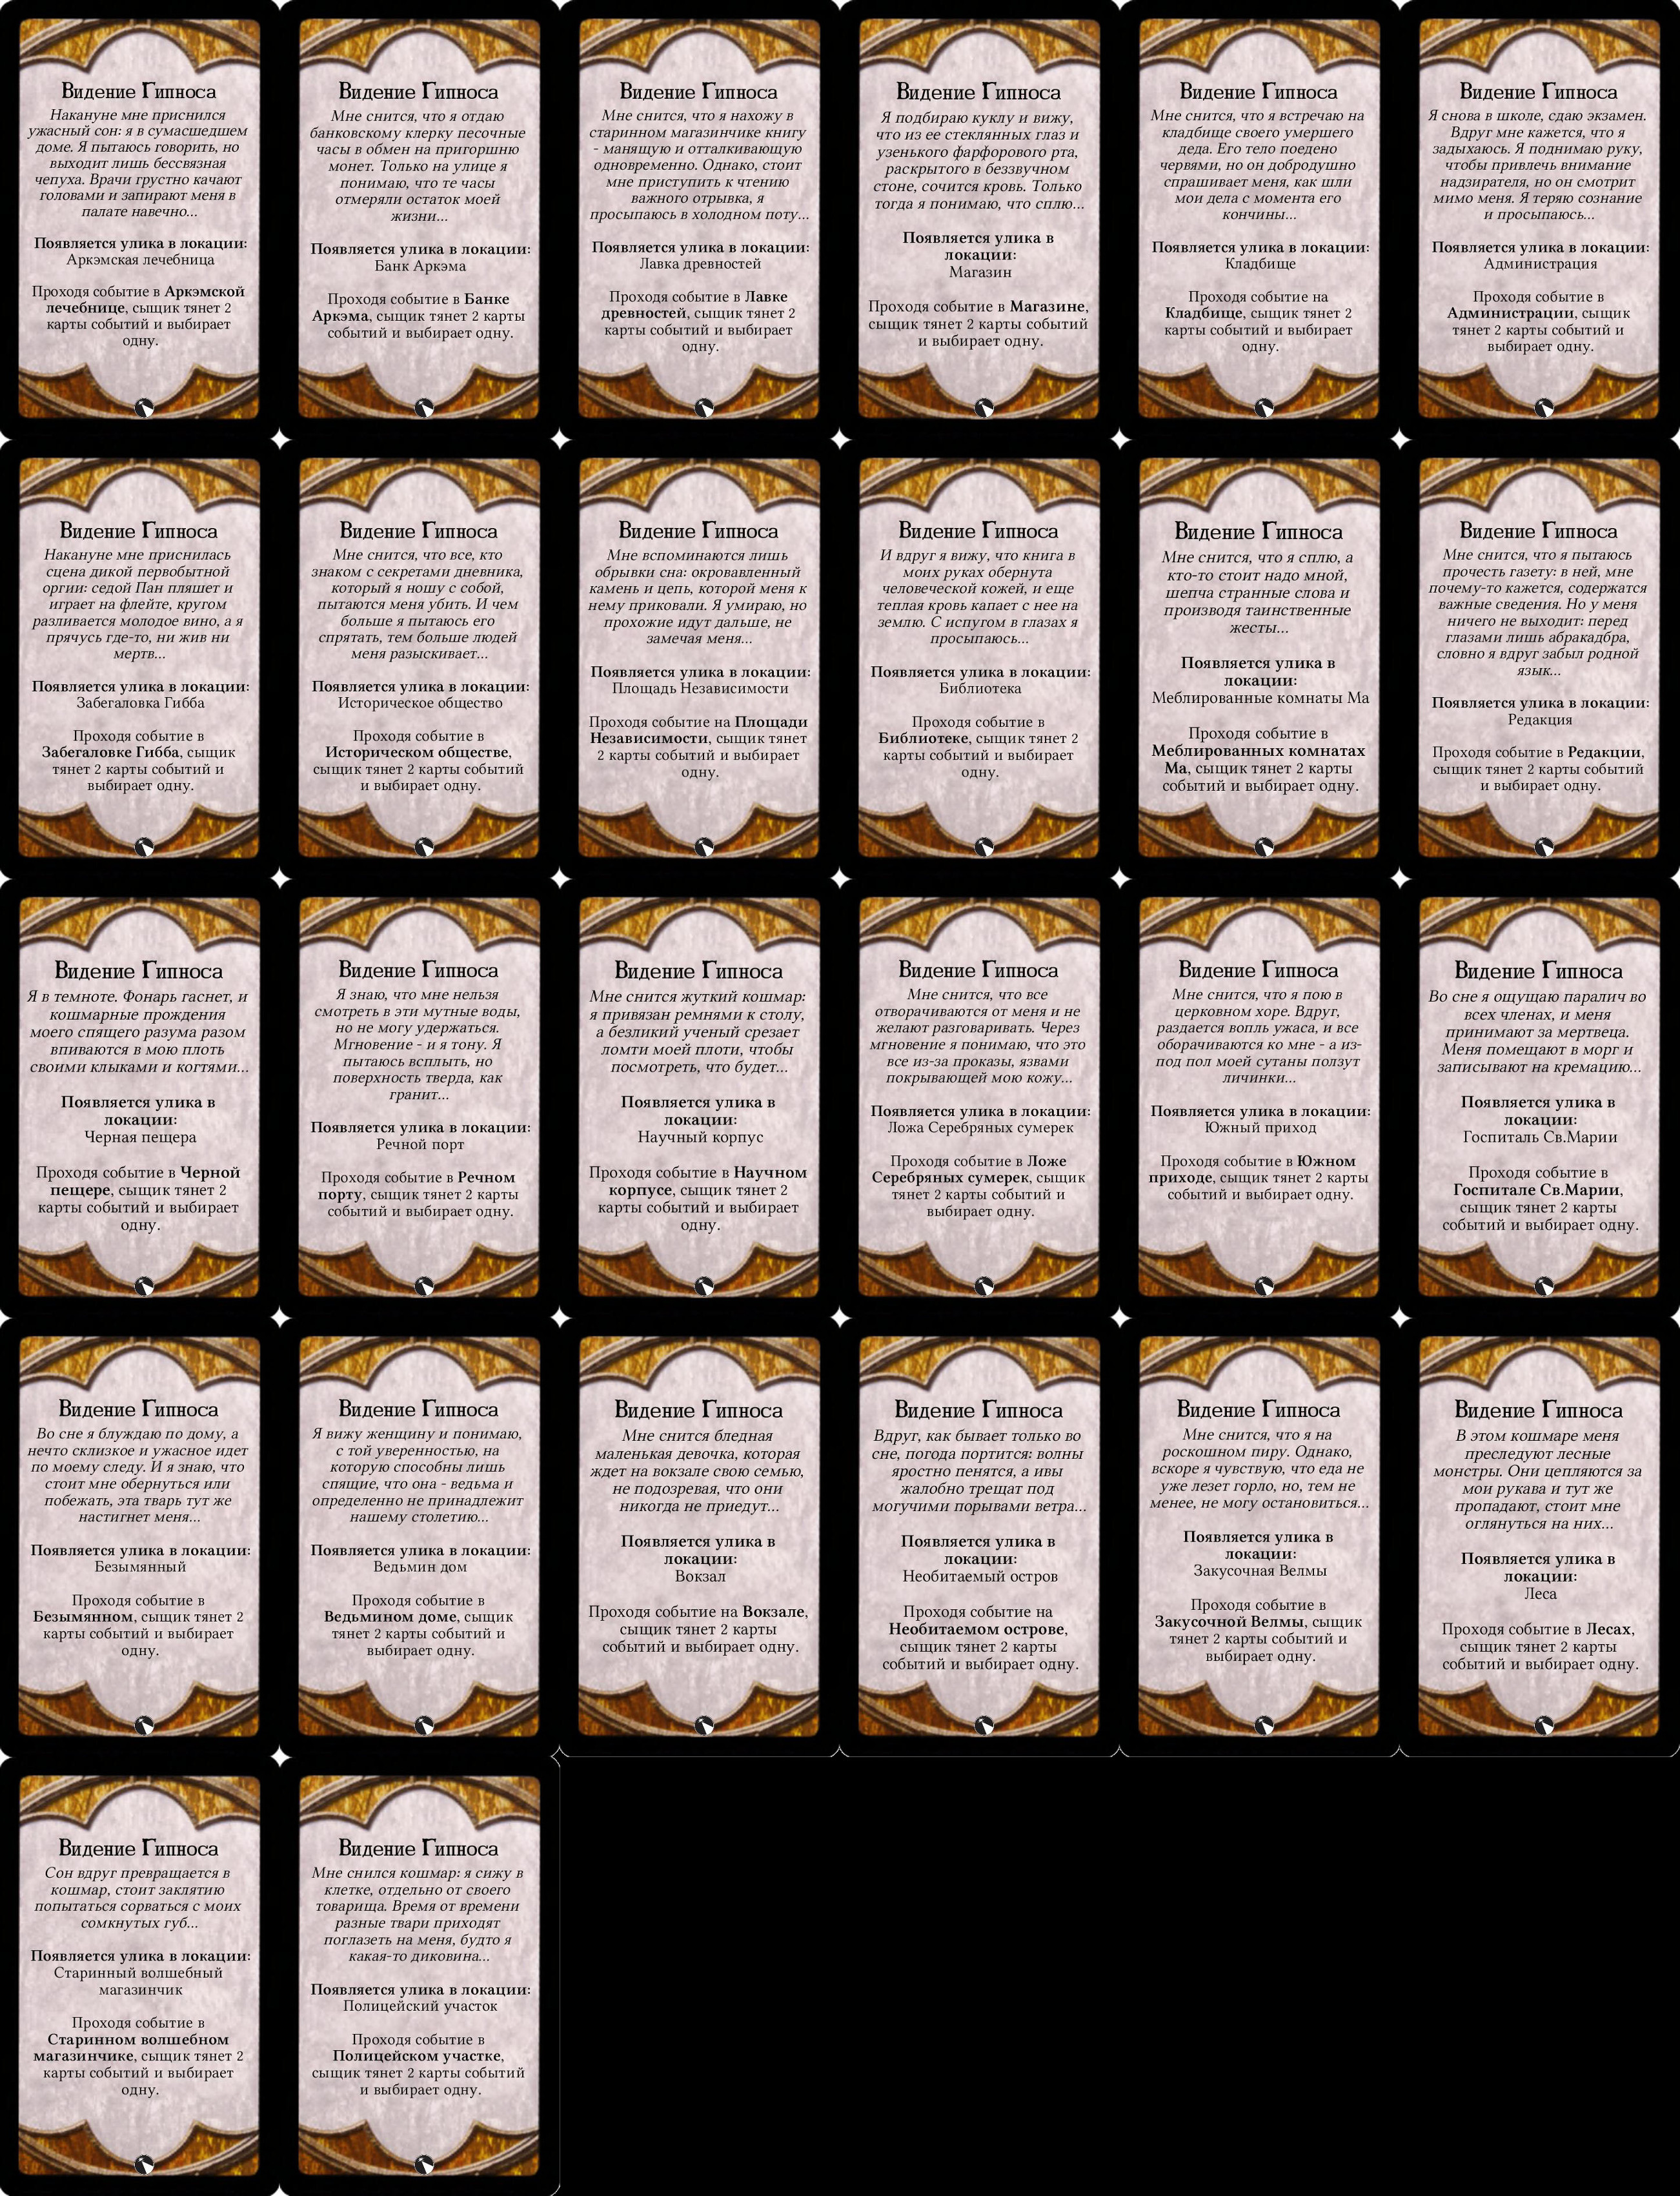 Видение Гипноса
Накануне мне приснился
ужасный сон: я в сумасшедшем
доме. Я пытаюсь говорить, но
выходит лишь бессвязная
чепуха. Врачи грустно качают
головами и запирают меня в
палате навечно...
Появляется улика в локации:
Аркэмская лечебница
Проходя событие в Аркэмской
лечебнице, сыщик тянет 2
карты событий и выбирает
одну.
Видение Гипноса
Мне снится, что я отдаю
банковскому клерку песочные
часы в обмен на пригоршню
монет. Только на улице я
понимаю, что те часы
отмеряли остаток моей
жизни...
Появляется улика в локации:
Банк Аркэма
Проходя событие в Банке
Аркэма, сыщик тянет 2 карты
событий и выбирает одну.
Видение Гипноса
Мне снится, что я нахожу в
старинном магазинчике книгу
- манящую и отталкивающую
одновременно. Однако, стоит
мне приступить к чтению
важного отрывка, я
просыпаюсь в холодном поту...
Появляется улика в локации:
Лавка древностей
Проходя событие в Лавке
древностей, сыщик тянет 2
карты событий и выбирает
одну.
Видение Гипноса
Я подбираю куклу и вижу,
что из ее стеклянных глаз и
узенького фарфорового рта,
раскрытого в беззвучном
стоне, сочится кровь. Только
тогда я понимаю, что сплю...
Появляется улика в
локации:
Магазин
Проходя событие в Магазине,
сыщик тянет 2 карты событий
и выбирает одну.
Видение Гипноса
Мне снится, что я встречаю на
кладбище своего умершего
деда. Его тело поедено
червями, но он добродушно
спрашивает меня, как шли
мои дела с момента его
кончины...
Появляется улика в локации:
Кладбище
Проходя событие на
Кладбище, сыщик тянет 2
карты событий и выбирает
одну.
Видение Гипноса
Я снова в школе, сдаю экзамен.
Вдруг мне кажется, что я
задыхаюсь. Я поднимаю руку,
чтобы привлечь внимание
надзирателя, но он смотрит
мимо меня. Я теряю сознание
и просыпаюсь...
Появляется улика в локации:
Администрация
Проходя событие в
Администрации, сыщик
тянет 2 карты событий и
выбирает одну.
Видение Гипноса
Накануне мне приснилась
сцена дикой первобытной
оргии: седой Пан пляшет и
играет на флейте, кругом
разливается молодое вино, а я
прячусь где-то, ни жив ни
мертв...
Появляется улика в локации:
Забегаловка Гибба
Проходя событие в
Забегаловке Гибба, сыщик
тянет 2 карты событий и
выбирает одну.
Видение Гипноса
Мне снится, что все, кто
знаком с секретами дневника,
который я ношу с собой,
пытаются меня убить. И чем
больше я пытаюсь его
спрятать, тем больше людей
меня разыскивает...
Появляется улика в локации:
Историческое общество
Проходя событие в
Историческом обществе,
сыщик тянет 2 карты событий
и выбирает одну.
Видение Гипноса
Мне вспоминаются лишь
обрывки сна: окровавленный
камень и цепь, которой меня к
нему приковали. Я умираю, но
прохожие идут дальше, не
замечая меня...
Появляется улика в локации:
Площадь Независимости
Проходя событие на Площади
Независимости, сыщик тянет
2 карты событий и выбирает
одну.
Видение Гипноса
И вдруг я вижу, что книга в
моих руках обернута
человеческой кожей, и еще
теплая кровь капает с нее на
землю. С испугом в глазах я
просыпаюсь...
Появляется улика в локации:
Библиотека
Проходя событие в
Библиотеке, сыщик тянет 2
карты событий и выбирает
одну.
Видение Гипноса
Мне снится, что я сплю, а
кто-то стоит надо мной,
шепча странные слова и
производя таинственные
жесты...
Появляется улика в
локации:
Меблированные комнаты Ма
Проходя событие в
Меблированных комнатах
Ма, сыщик тянет 2 карты
событий и выбирает одну.
Видение Гипноса
Мне снится, что я пытаюсь
прочесть газету: в ней, мне
почему-то кажется, содержатся
важные сведения. Но у меня
ничего не выходит: перед
глазами лишь абракадбра,
словно я вдруг забыл родной
язык...
Появляется улика в локации:
Редакция
Проходя событие в Редакции,
сыщик тянет 2 карты событий
и выбирает одну.
Видение Гипноса
Я в темноте. Фонарь гаснет, и
кошмарные прождения
моего спящего разума разом
впиваются в мою плоть
своими клыками и когтями...
Появляется улика в
локации:
Черная пещера
Проходя событие в Черной
пещере, сыщик тянет 2
карты событий и выбирает
одну.
Видение Гипноса
Я знаю, что мне нельзя
смотреть в эти мутные воды,
но не могу удержаться.
Мгновение - и я тону. Я
пытаюсь всплыть, но
поверхность тверда, как
гранит...
Появляется улика в локации:
Речной порт
Проходя событие в Речном
порту, сыщик тянет 2 карты
событий и выбирает одну.
Видение Гипноса
Мне снится жуткий кошмар:
я привязан ремнями к столу,
а безликий ученый срезает
ломти моей плоти, чтобы
посмотреть, что будет...
Появляется улика в
локации:
Научный корпус
Проходя событие в Научном
корпусе, сыщик тянет 2
карты событий и выбирает
одну.
Видение Гипноса
Мне снится, что все
отворачиваются от меня и не
желают разговаривать. Через
мгновение я понимаю, что это
все из-за проказы, язвами
покрывающей мою кожу...
Появляется улика в локации:
Ложа Серебряных сумерек
Проходя событие в Ложе
Серебряных сумерек, сыщик
тянет 2 карты событий и
выбирает одну.
Видение Гипноса
Мне снится, что я пою в
церковном хоре. Вдруг,
раздается вопль ужаса, и все
оборачиваются ко мне - а из-
под пол моей сутаны ползут
личинки...
Появляется улика в локации:
Южный приход
Проходя событие в Южном
приходе, сыщик тянет 2 карты
событий и выбирает одну.
Видение Гипноса
Во сне я ощущаю паралич во
всех членах, и меня
принимают за мертвеца.
Меня помещают в морг и
записывают на кремацию...
Появляется улика в
локации:
Госпиталь Св.Марии
Проходя событие в
Госпитале Св.Марии,
сыщик тянет 2 карты
событий и выбирает одну.
Видение Гипноса
Во сне я блуждаю по дому, а
нечто склизкое и ужасное идет
по моему следу. И я знаю, что
стоит мне обернуться или
побежать, эта тварь тут же
настигнет меня...
Появляется улика в локации:
Безымянный
Проходя событие в
Безымянном, сыщик тянет 2
карты событий и выбирает
одну.
Видение Гипноса
Я вижу женщину и понимаю,
с той уверенностью, на
которую способны лишь
спящие, что она - ведьма и
определенно не принадлежит
нашему столетию...
Появляется улика в локации:
Ведьмин дом
Проходя событие в
Ведьмином доме, сыщик
тянет 2 карты событий и
выбирает одну.
Видение Гипноса
Мне снится бледная
маленькая девочка, которая
ждет на вокзале свою семью,
не подозревая, что они
никогда не приедут...
Появляется улика в
локации:
Вокзал
Проходя событие на Вокзале,
сыщик тянет 2 карты
событий и выбирает одну.
Видение Гипноса
Вдруг, как бывает только во
сне, погода портится: волны
яростно пенятся, а ивы
жалобно трещат под
могучими порывами ветра...
Появляется улика в
локации:
Необитаемый остров
Проходя событие на
Необитаемом острове,
сыщик тянет 2 карты
событий и выбирает одну.
Видение Гипноса
Мне снится, что я на
роскошном пиру. Однако,
вскоре я чувствую, что еда не
уже лезет горло, но, тем не
менее, не могу остановиться...
Появляется улика в
локации:
Закусочная Велмы
Проходя событие в
Закусочной Велмы, сыщик
тянет 2 карты событий и
выбирает одну.
Видение Гипноса
В этом кошмаре меня
преследуют лесные
монстры. Они цепляются за
мои рукава и тут же
пропадают, стоит мне
оглянуться на них...
Появляется улика в
локации:
Леса
Проходя событие в Лесах,
сыщик тянет 2 карты
событий и выбирает одну.
Видение Гипноса
Сон вдруг превращается в
кошмар, стоит заклятию
попытаться сорваться с моих
сомкнутых губ...
Появляется улика в локации:
Старинный волшебный
магазинчик
Проходя событие в
Старинном волшебном
магазинчике, сыщик тянет 2
карты событий и выбирает
одну.
Видение Гипноса
Мне снился кошмар: я сижу в
клетке, отдельно от своего
товарища. Время от времени
разные твари приходят
поглазеть на меня, будто я
какая-то диковина...
Появляется улика в локации:
Полицейский участок
Проходя событие в
Полицейском участке,
сыщик тянет 2 карты событий
и выбирает одну.